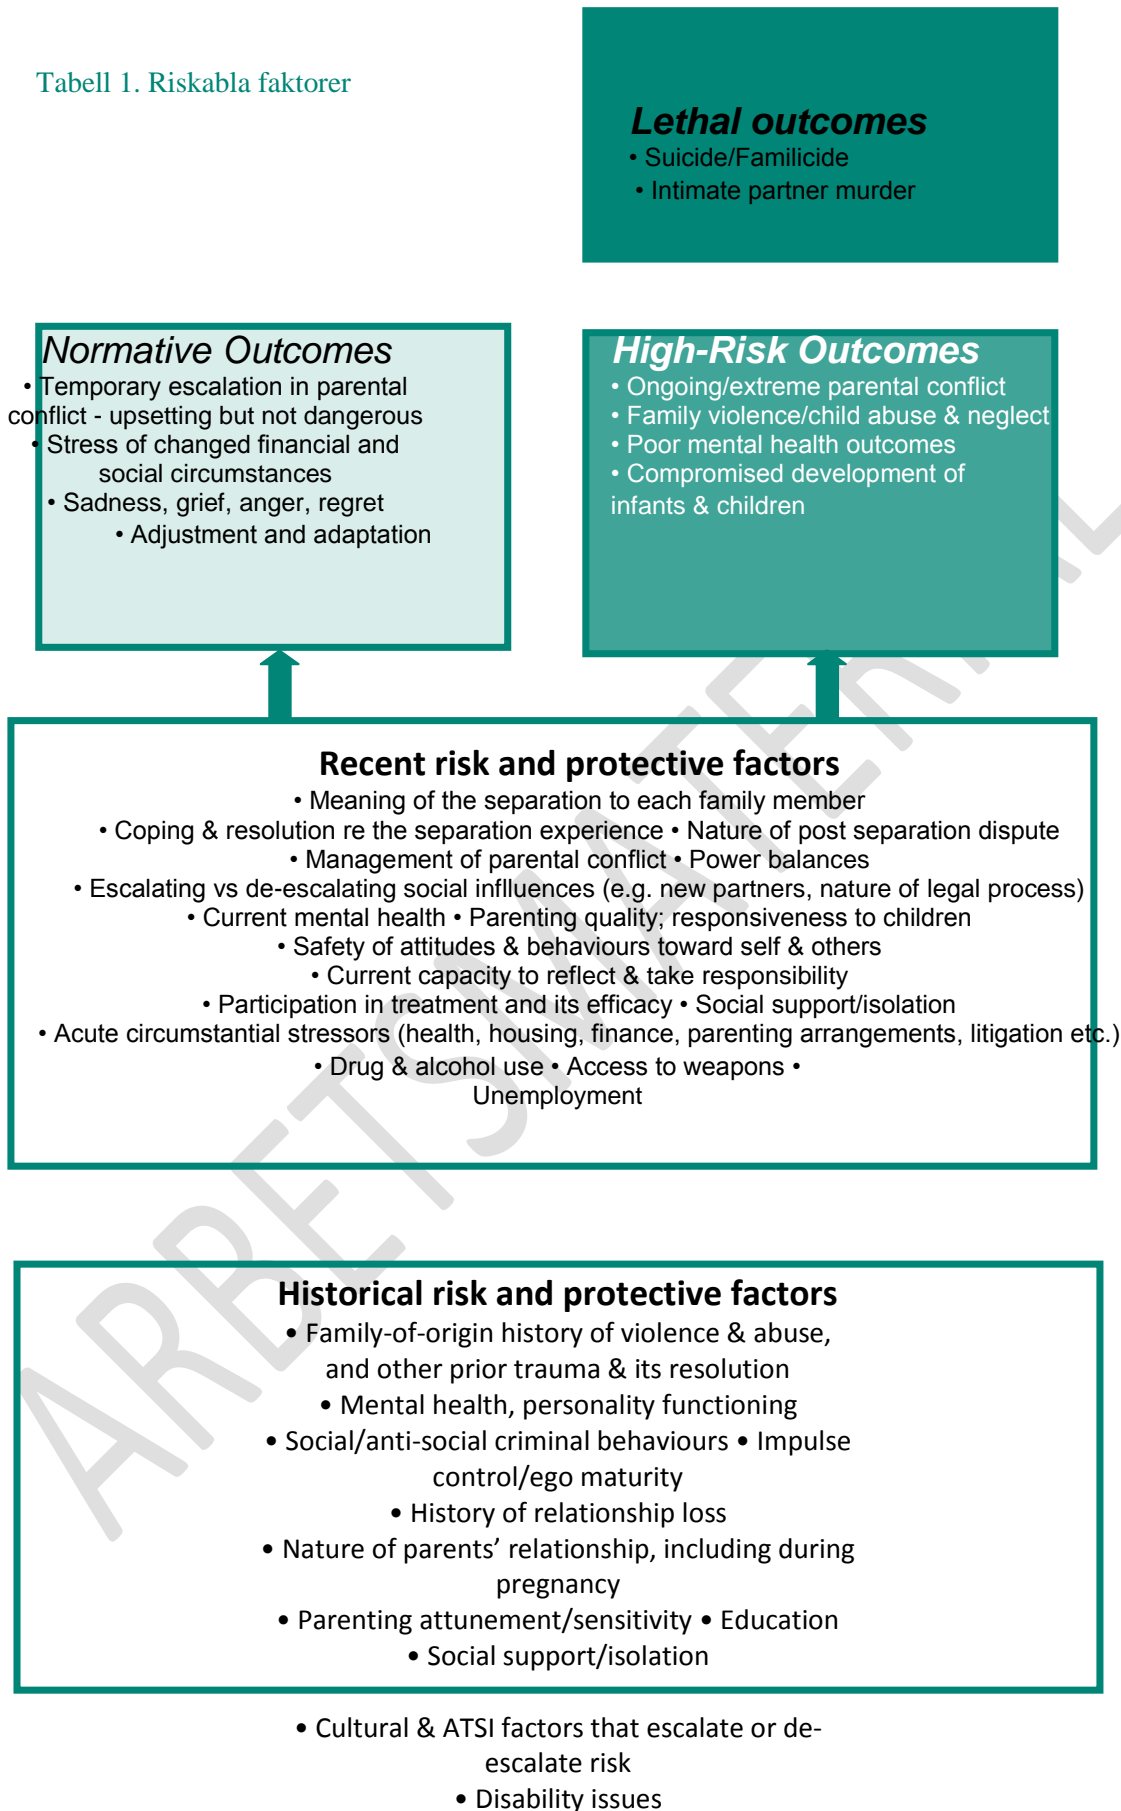 Tabell 1. Riskabla faktorer
Lethal outcomes
• Suicide/Familicide
• Intimate partner murder
Normative Outcomes
• Temporary escalation in parental
conflict - upsetting but not dangerous
• Stress of changed financial and
social circumstances
• Sadness, grief, anger, regret
• Adjustment and adaptation
High-Risk Outcomes
• Ongoing/extreme parental conflict
• Family violence/child abuse & neglect
• Poor mental health outcomes
• Compromised development of
infants & children
Recent risk and protective factors
• Meaning of the separation to each family member
• Coping & resolution re the separation experience • Nature of post separation dispute
• Management of parental conflict • Power balances
• Escalating vs de-escalating social inflluences (e.g. new partners, nature of legal process)
• Current mental health • Parenting quality; responsiveness to children
• Safety of attitudes & behaviours toward self & others
• Current capacity to reflect & take responsibility
• Participation in treatment and its efficacy • Social support/isolation
• Acute circumstantial stressors (health, housing, finance, parenting arrangements, litigation etc.)
• Drug & alcohol use • Access to weapons •
Unemployment
Historical risk and protective factors
• Family-of-origin history of violence & abuse,
and other prior trauma & its resolution
• Mental health, personality functioning
• Social/anti-social criminal behaviours • Impulse
control/ego maturity
• History of relationship loss
• Nature of parents’ relationship, including during
pregnancy
• Parenting attunement/sensitivity • Education
• Social support/isolation
• Cultural & ATSI factors that escalate or de-
escalate risk
• Disability issues
ARBETSMATERIAL